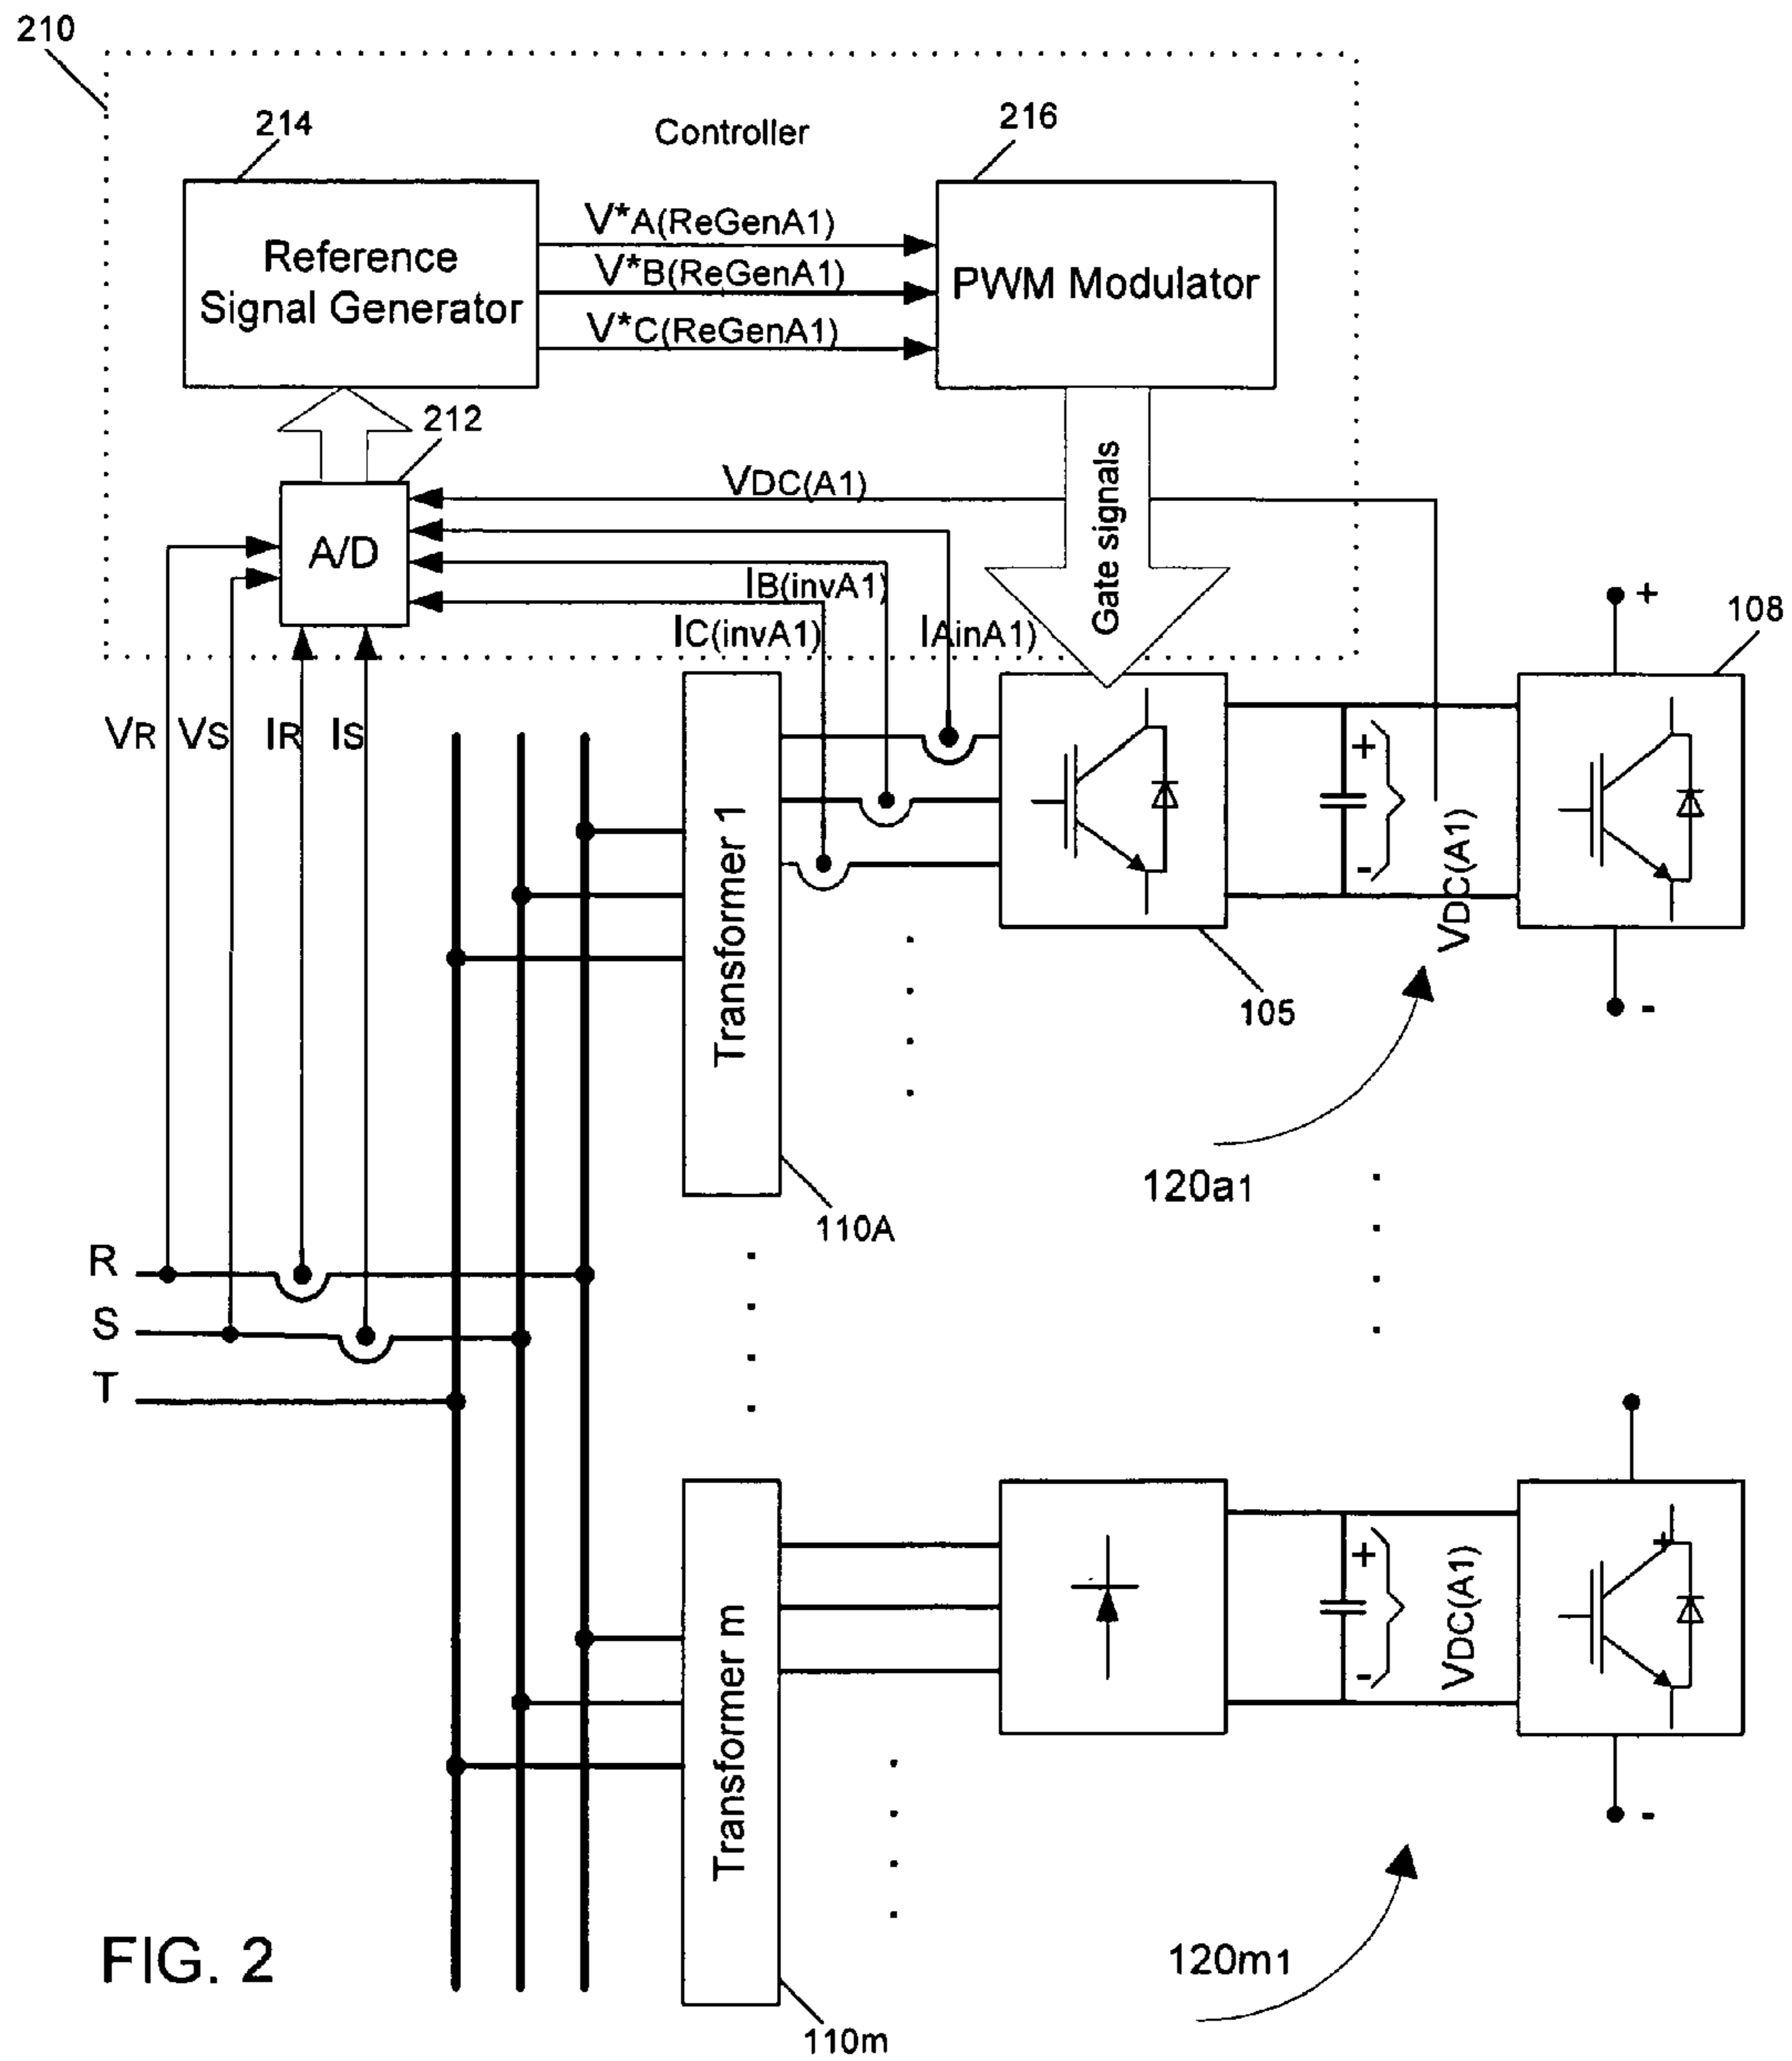 210
214
Controller
216
V*A(ReGenA1)
Reference
Signal Generator
V*B(ReGenA1)
PWM Modulator
V*C(ReGenA1)
212
VDC(A1)
Gate signals
A/D
IB(invA1)
IC(invA1)
IAinA1)
+
108
VR
VS
IR
IS
Transformer 1
+
-
VDC(A1)
105
-
120a1
110A
R
S
T
Transformer m
+
-
VDC(A1)
+
-
120m1
110m
FIG. 2